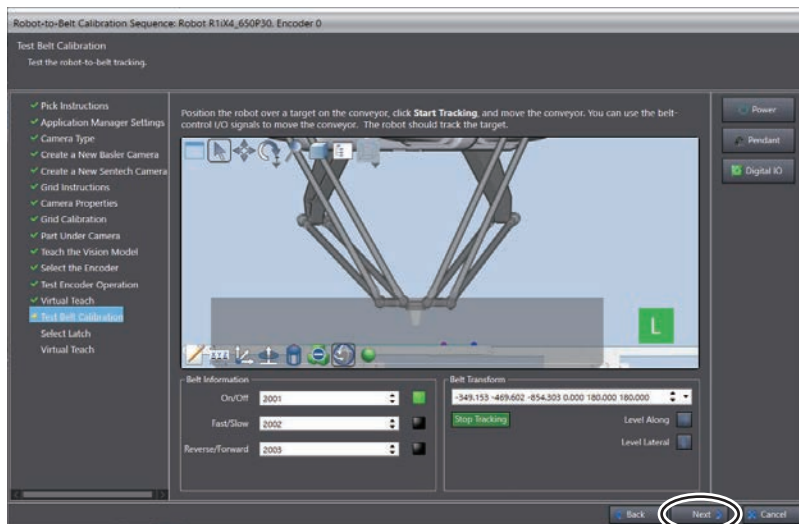 Robot-to-Belt Calibration Sequence: Robot R1iX4_650P30, Encoder 0
Test Belt Calibration
Test the robot-to-belt tracking.
Pick Instructions
Application Manager Settings
Camera Type
Create a New Basler Camera
Create a New Sentech Camera
Grid Instructions
Camera Properties
Grid Calibration
Part Under Camera
Teach the Vision Model
Select the Encoder
Test Encoder Operation
Virtual Teach
Test Belt Calibration
Select Latch
Virtual Teach
Position the robot over a target on the conveyor, click Start Tracking, and move the conveyor. You can use the belt-
control I/O signals to move the conveyor. The robot should track the target.
L
Belt Information
On/Off 2001
Fast/Slow 2002
Reverse/Forward 2003
Belt Transform
-349.153 -469.602 -854.303 0.000 180.000 180.000
Stop Tracking
Level Along
Level Lateral
Power
Pendant
Digital IO
Back
Next
Cancel